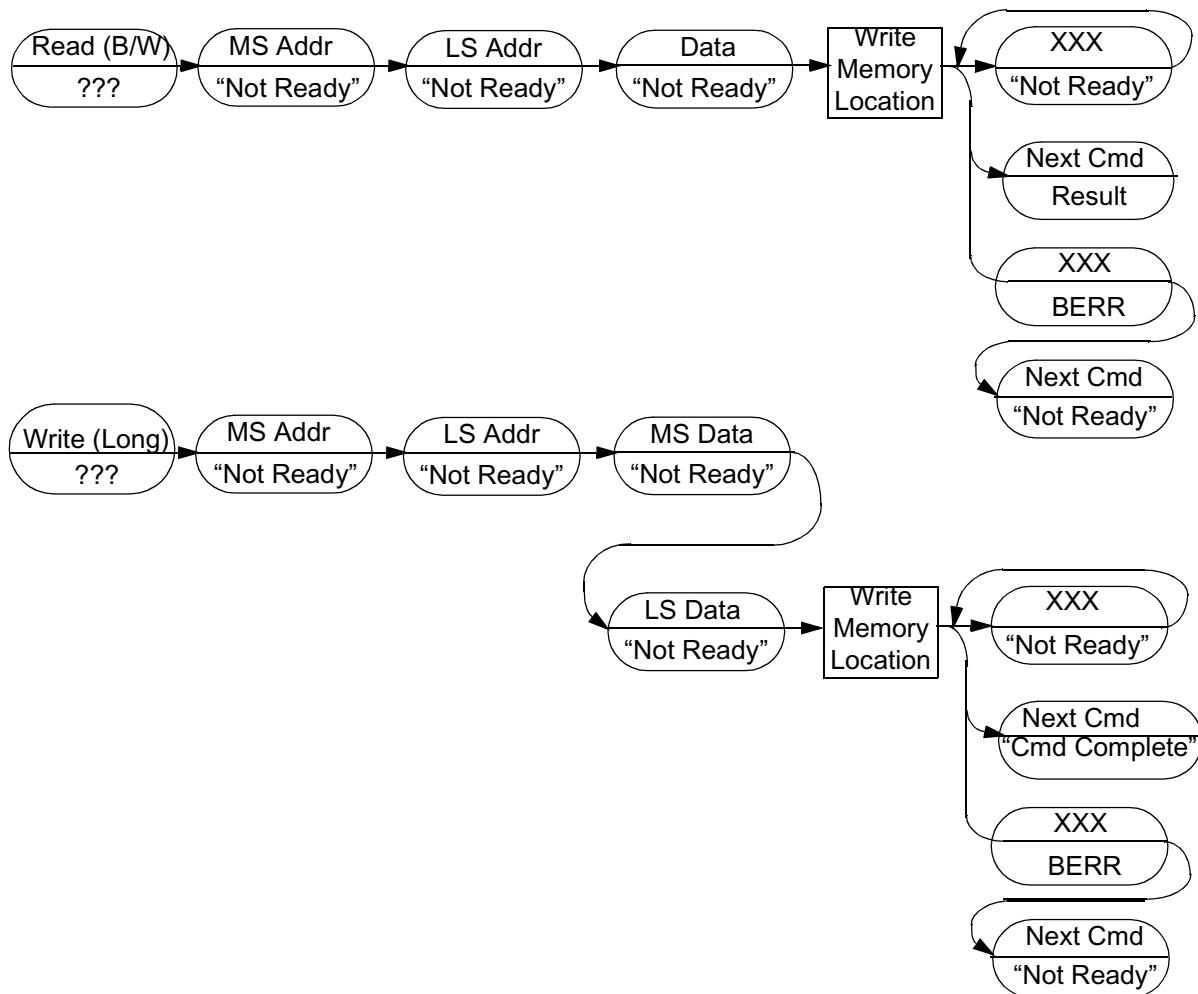 Read (B/W)
???
MS Addr
“Not Ready”
LS Addr
“Not Ready”
Data
“Not Ready”
Write
Memory
Location
XXX
“Not Ready”
Next Cmd
Result
XXX
BERR
Next Cmd
“Not Ready”
Write (Long)
???
MS Addr
“Not Ready”
LS Addr
“Not Ready”
MS Data
“Not Ready”
LS Data
“Not Ready”
Write
Memory
Location
XXX
“Not Ready”
Next Cmd
“Cmd Complete”
XXX
BERR
Next Cmd
“Not Ready”